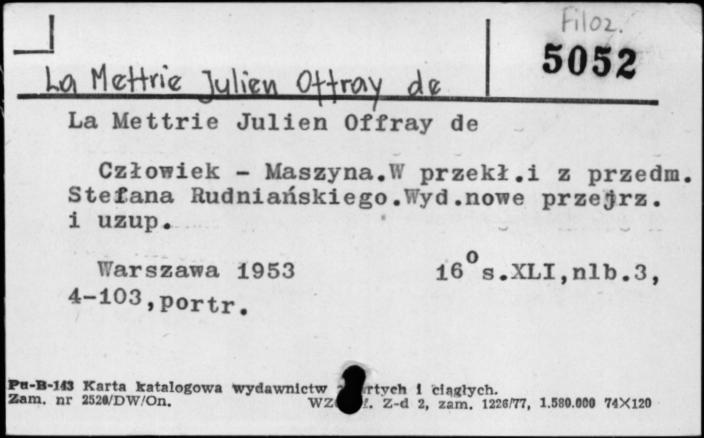 Filoz.
5052
La Mettrie Julien Offray de
La Mettrie Julien Offray de
Człowiek - Maszyna.W przekł.i z przedm.
Stefana Rudniańskiego.Wyd.nowe przejrz.
i uzup.
Warszawa 1953 16° s.XLI,nlb.3,
4-103,portr.
Pu-B-143 Karta katalogowa wydawnictw i ciągłych.
Zam. nr 2520/DW/On. Z-d 2, zam. 1226/77, 1.580.000 74X120